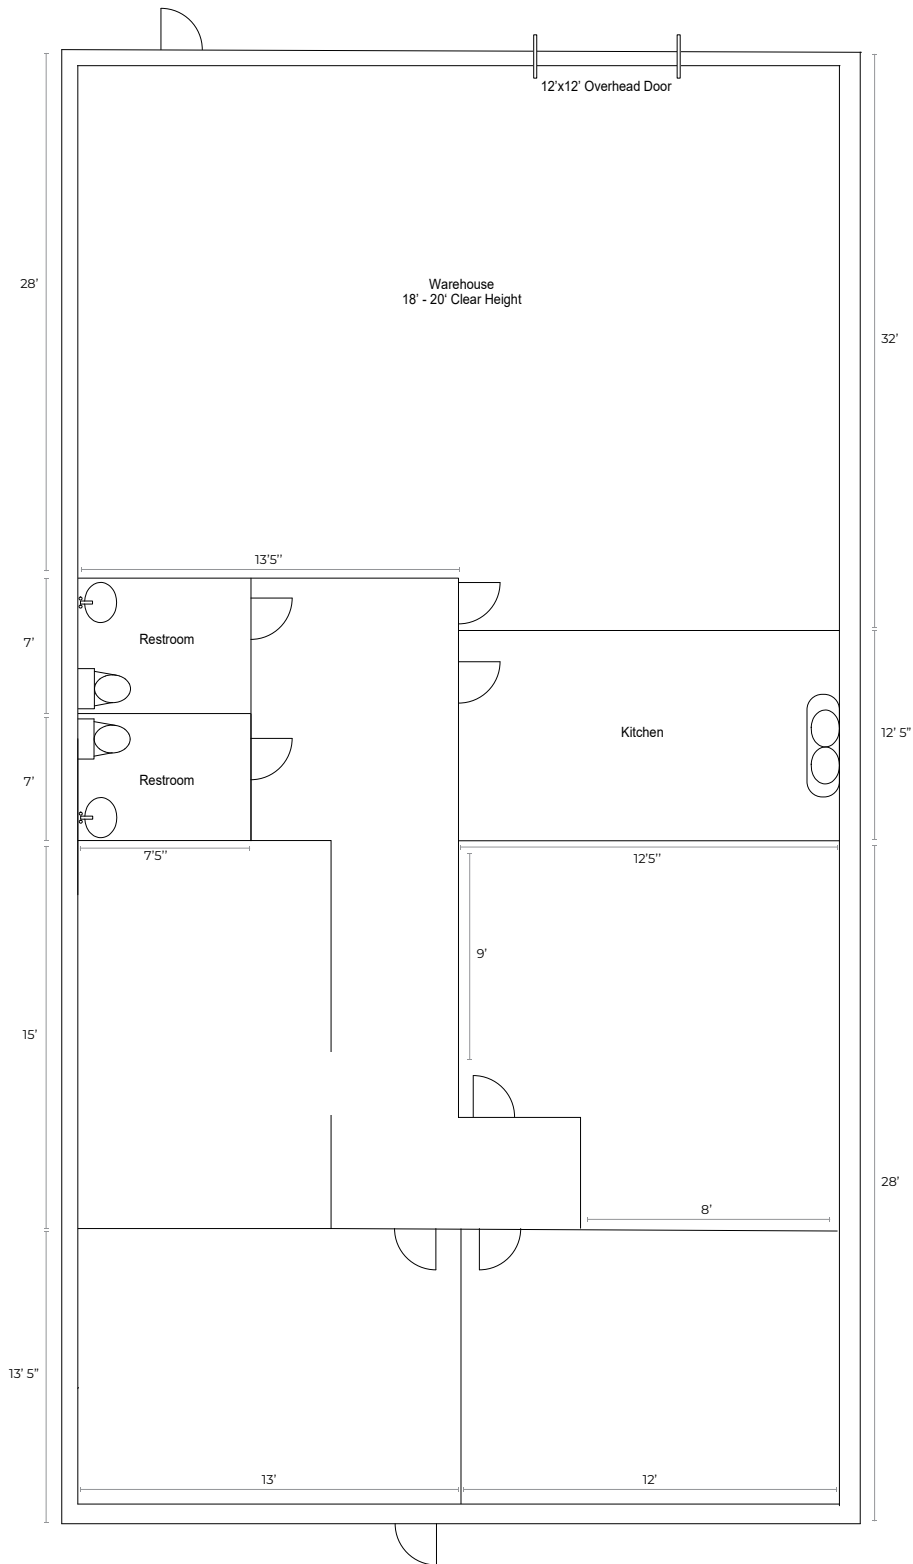 12'x12' Overhead Door
28’
Warehouse
18’ - 20‘ Clear Height
32’
13’5’’
7’
Restroom
Kitchen
12’ 5”
7’
Restroom
7’5’’
12’5’’
9’
15’
28’
8’
13’ 5”
13’
12’